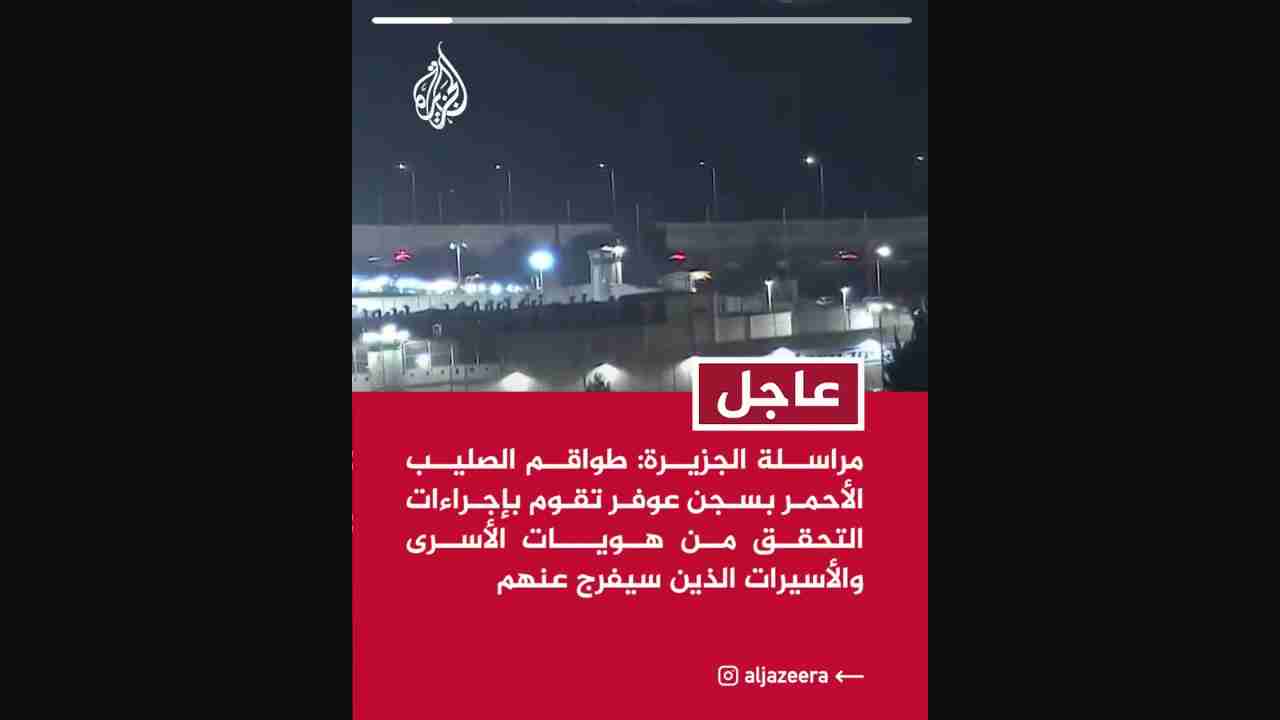 الجزيرة
عاجل
مراسلة الجزيرة: طواقم الصليب
الأحمر بسجن عوفر تقوم بإجراءات
التحقق من هويات الأسرى
والأسيرات الذين سيفرج عنهم
aljazeera